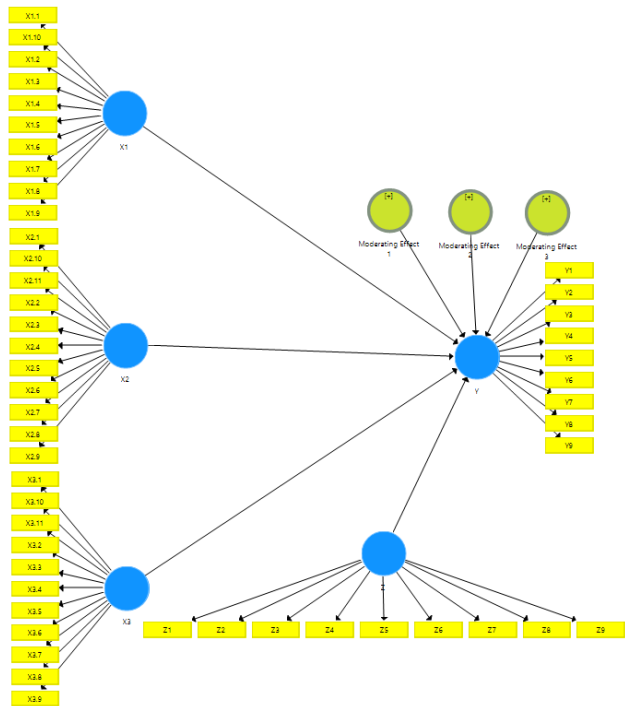 X1.1
X1.10
X1.2
X1.3
X1.4
X1.5
X1.6
X1.7
X1.8
X1.9
X1
[+]
[+]
[+]
Moderating Effect
1
Moderating Effect
2
Moderating Effect
3
X2.1
X2.10
X2.11
X2.2
X2.3
X2.4
X2.5
X2.6
X2.7
X2.8
X2.9
X2
Y1
Y2
Y3
Y4
Y5
Y6
Y7
Y8
Y9
Y
X3.1
X3.10
X3.11
X3.2
X3.3
X3.4
X3.5
X3.6
X3.7
X3.8
X3.9
X3
Z
Z1
Z2
Z3
Z4
Z5
Z6
Z7
Z8
Z9